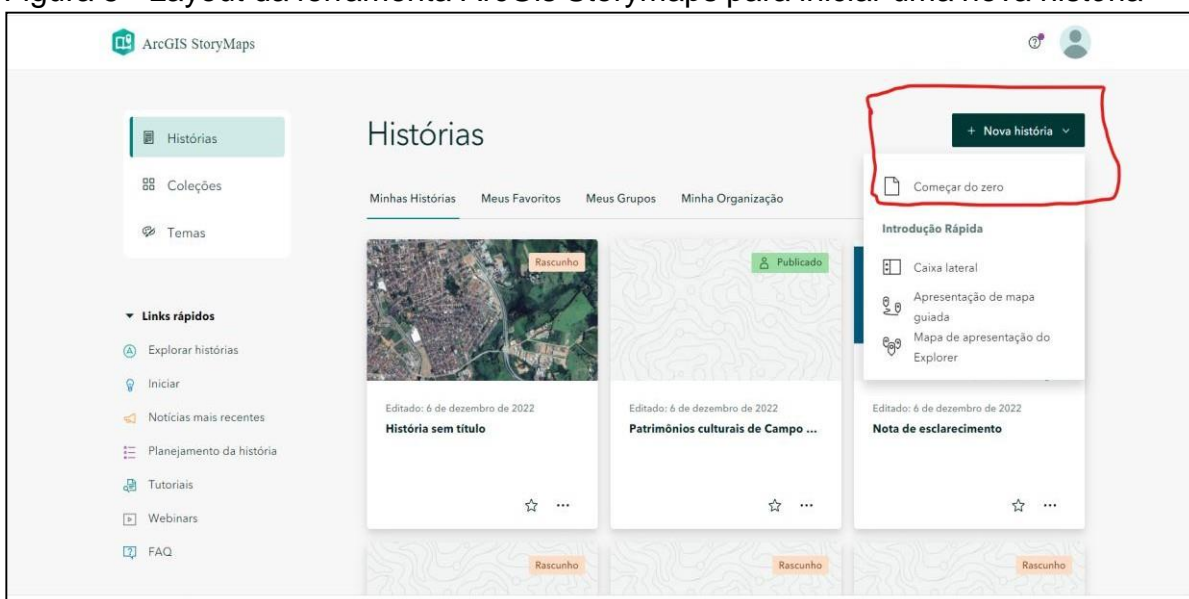 Figura 3 - Layout da ferramenta ArcGis Storymaps para iniciar uma nova história
ArcGIS StoryMaps
Histórias
Coleções
Temas
Links rápidos
Explorar histórias
Iniciar
Notícias mais recentes
Planejamento da história
Tutoriais
Webinars
FAQ
Histórias
+ Nova história
Minhas Histórias Meus Favoritos Meus Grupos Minha Organização
Começar do zero
Introdução Rápida
Caixa lateral
Apresentação de mapa
guiada
Mapa de apresentação do
Explorer
Rascunho
Editado: 6 de dezembro de 2022
História sem título
Publicado
Editado: 6 de dezembro de 2022
Patrimônios culturais de Campo ...
Editado: 6 de dezembro de 2022
Nota de esclarecimento
Rascunho
Rascunho
Rascunho